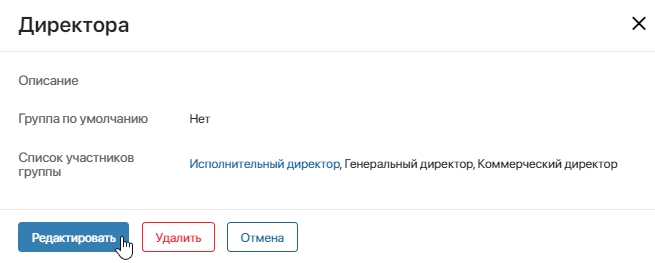 Директора
Описание
Группа по умолчанию Нет
Список участников
группы
Исполнительный директор, Генеральный директор, Коммерческий директор
Редактировать Удалить Отмена